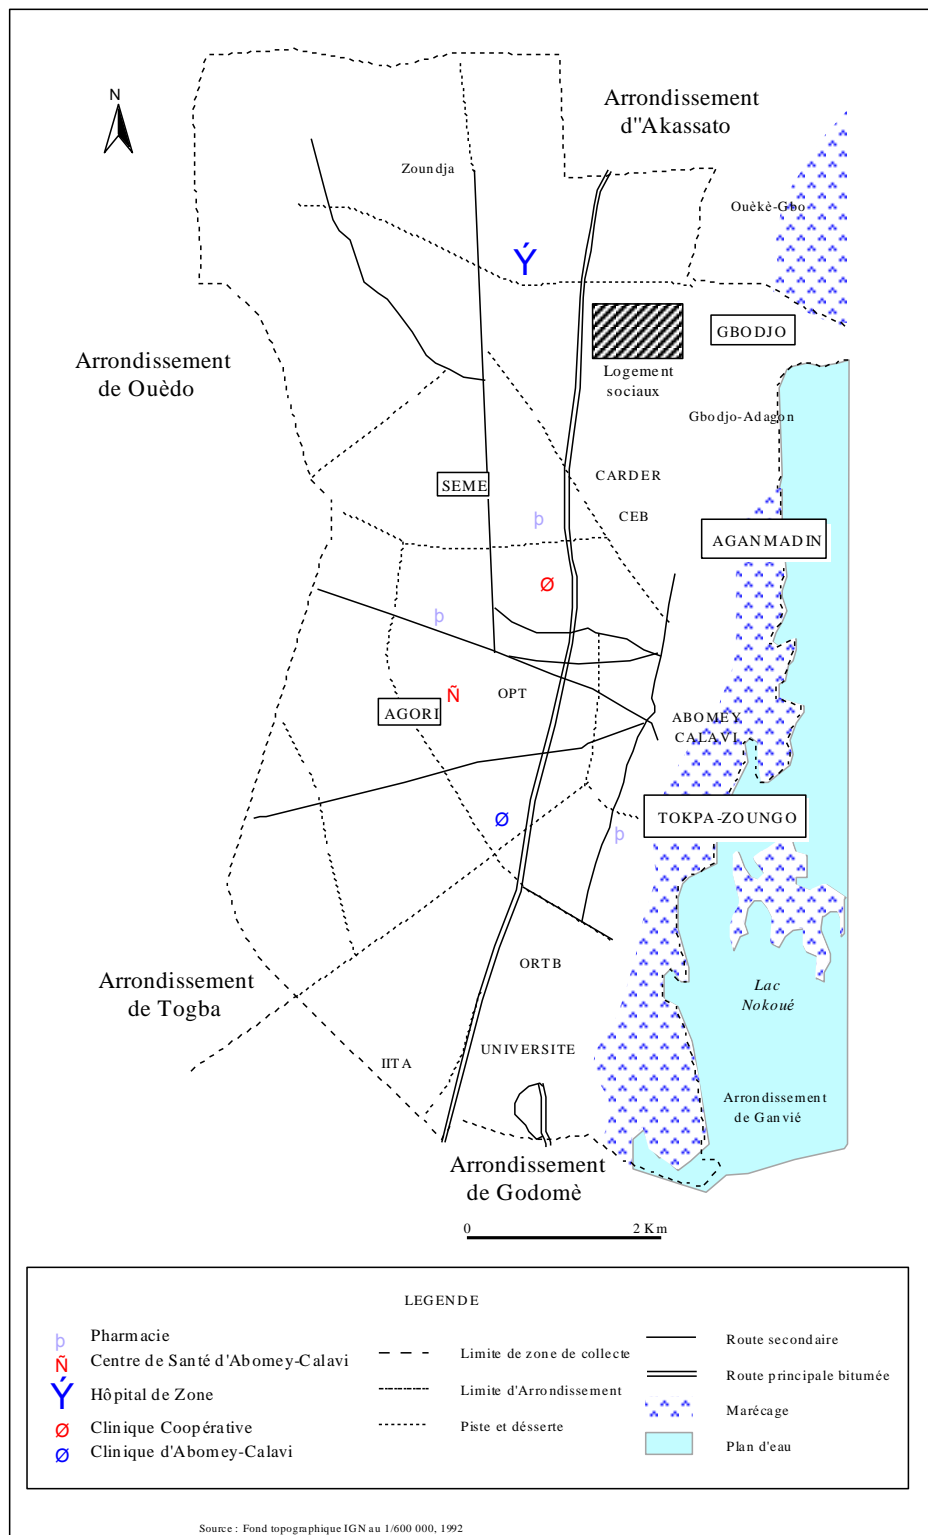 N
Arrondissement
d"Akassato
Zoundja
Ouèkè-Gbo
Ý
GBODJO
Arrondissement
de Ouèdo
Logement
sociaux
Gbodjo-Adagon
CARDER
SEME
CEB
þ
AGANMADIN
Ø
þ
Ñ
OPT
AGORI
ABOMEY
CALAVI
Ø
TOKPA-ZOUNGO
þ
ORTB
Arrondissement
de Togba
Lac
Nokoué
UNIVERSITE
IITA
Arrondissement
de Ganvié
Arrondissement
de Godomè
0 2 Km
LEGENDE
þ Pharmacie
Ñ Centre de Santé d'Abomey-Calavi
Ý Hôpital de Zone
Ø Clinique Coopérative
Ø Clinique d'Abomey-Calavi
Limite de zone de collecte
Limite d'Arrondissement
Piste et désserte
Route secondaire
Route principale bitumée
Marécage
Plan d'eau
Source : Fond topographique IGN au 1/600 000, 1992